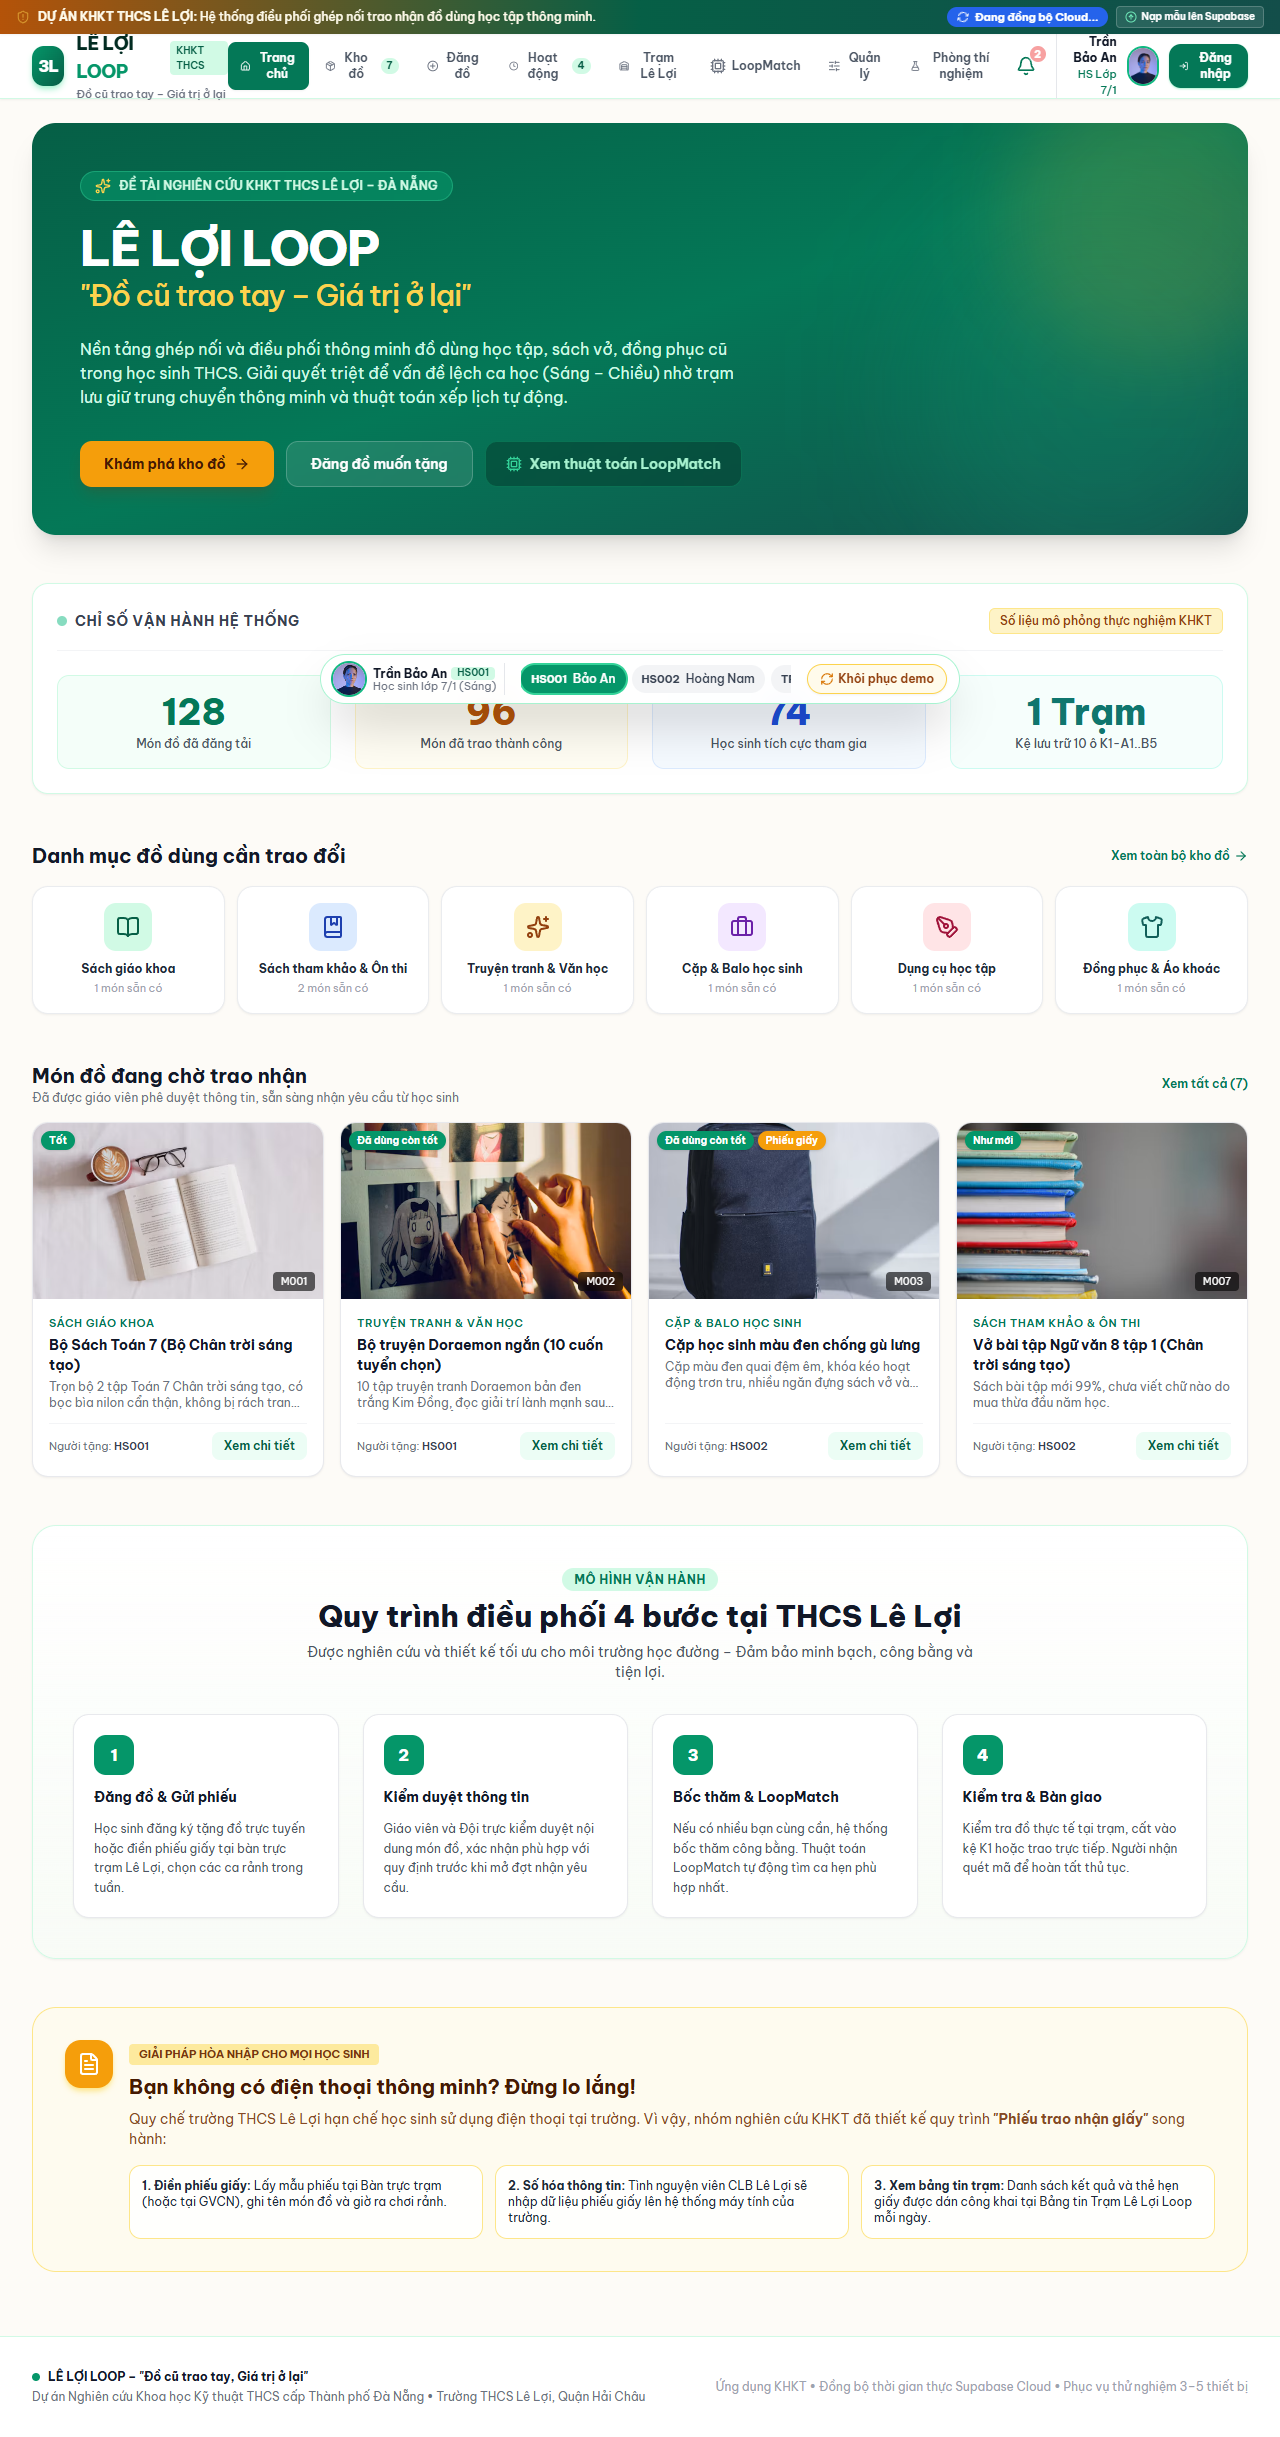 DỰ ÁN KHKT THCS LÊ LỢI: Hệ thống điều phối ghép nối trao nhận đồ dùng học tập thông minh.
Đang đồng bộ Cloud...
Nạp mẫu lên Supabase
3L
LÊ LỢI
LOOP
KHKT
THCS
Đồ cũ trao tay – Giá trị ở lại
Trang
chủ
Kho
đồ
7
Đăng
đồ
Hoạt
động
4
Trạm
Lê Lợi
LoopMatch
Quản
lý
Phòng thí
nghiệm
2
Trần
Bảo An
HS Lớp
7/1
Đăng
nhập
ĐỀ TÀI NGHIÊN CỨU KHKT THCS LÊ LỢI – ĐÀ NẴNG
LÊ LỢI LOOP
"Đồ cũ trao tay – Giá trị ở lại"
Nền tảng ghép nối và điều phối thông minh đồ dùng học tập, sách vở, đồng phục cũ
trong học sinh THCS. Giải quyết triệt để vấn đề lệch ca học (Sáng – Chiều) nhờ trạm
lưu giữ trung chuyển thông minh và thuật toán xếp lịch tự động.
Khám phá kho đồ
Đăng đồ muốn tặng
Xem thuật toán LoopMatch
CHỈ SỐ VẬN HÀNH HỆ THỐNG
Số liệu mô phỏng thực nghiệm KHKT
Trần Bảo An
HS001
Học sinh lớp 7/1 (Sáng)
HS001 Bảo An
HS002 Hoàng Nam
Khôi phục demo
128
Món đồ đã đăng tải
96
Món đã trao thành công
74
Học sinh tích cực tham gia
1 Trạm
Kệ lưu trữ 10 ô K1-A1..B5
Danh mục đồ dùng cần trao đổi
Xem toàn bộ kho đồ
Sách giáo khoa
1 món sẵn có
Sách tham khảo & Ôn thi
2 món sẵn có
Truyện tranh & Văn học
1 món sẵn có
Cặp & Balo học sinh
1 món sẵn có
Dụng cụ học tập
1 món sẵn có
Đồng phục & Áo khoác
1 món sẵn có
Món đồ đang chờ trao nhận
Đã được giáo viên phê duyệt thông tin, sẵn sàng nhận yêu cầu từ học sinh
Xem tất cả (7)
Tốt
M001
SÁCH GIÁO KHOA
Bộ Sách Toán 7 (Bộ Chân trời sáng
tạo)
Trọn bộ 2 tập Toán 7 Chân trời sáng tạo, có
bọc bìa nilon cẩn thận, không bị rách tran...
Người tặng: HS001
Xem chi tiết
Đã dùng còn tốt
M002
TRUYỆN TRANH & VĂN HỌC
Bộ truyện Doraemon ngắn (10 cuốn
tuyển chọn)
10 tập truyện tranh Doraemon bản đen
trắng Kim Đồng, đọc giải trí lành mạnh sau...
Người tặng: HS001
Xem chi tiết
Đã dùng còn tốt
Phiếu giấy
M003
CẶP & BALO HỌC SINH
Cặp học sinh màu đen chống gù lưng
Cặp màu đen quai đệm êm, khóa kéo hoạt
động trơn tru, nhiều ngăn đựng sách vở và...
Người tặng: HS002
Xem chi tiết
Như mới
M007
SÁCH THAM KHẢO & ÔN THI
Vở bài tập Ngữ văn 8 tập 1 (Chân
trời sáng tạo)
Sách bài tập mới 99%, chưa viết chữ nào do
mua thừa đầu năm học.
Người tặng: HS002
Xem chi tiết
MÔ HÌNH VẬN HÀNH
Quy trình điều phối 4 bước tại THCS Lê Lợi
Được nghiên cứu và thiết kế tối ưu cho môi trường học đường – Đảm bảo minh bạch, công bằng và
tiện lợi.
1
Đăng đồ & Gửi phiếu
Học sinh đăng ký tặng đồ trực tuyến
hoặc điền phiếu giấy tại bàn trực
trạm Lê Lợi, chọn các ca rảnh trong
tuần.
2
Kiểm duyệt thông tin
Giáo viên và Đội trực kiểm duyệt nội
dung món đồ, xác nhận phù hợp với
quy định trước khi mở đợt nhận yêu
cầu.
3
Bốc thăm & LoopMatch
Nếu có nhiều bạn cùng cần, hệ thống
bốc thăm công bằng. Thuật toán
LoopMatch tự động tìm ca hẹn phù
hợp nhất.
4
Kiểm tra & Bàn giao
Kiểm tra đồ thực tế tại trạm, cất vào
kệ K1 hoặc trao trực tiếp. Người nhận
quét mã để hoàn tất thủ tục.
GIẢI PHÁP HÒA NHẬP CHO MỌI HỌC SINH
Bạn không có điện thoại thông minh? Đừng lo lắng!
Quy chế trường THCS Lê Lợi hạn chế học sinh sử dụng điện thoại tại trường. Vì vậy, nhóm nghiên cứu KHKT đã thiết kế quy trình "Phiếu trao nhận giấy" song
hành:
1. Điền phiếu giấy: Lấy mẫu phiếu tại Bàn trực trạm
(hoặc tại GVCN), ghi tên món đồ và giờ ra chơi rảnh.
2. Số hóa thông tin: Tình nguyện viên CLB Lê Lợi sẽ
nhập dữ liệu phiếu giấy lên hệ thống máy tính của
trường.
3. Xem bảng tin trạm: Danh sách kết quả và thẻ hẹn
giấy được dán công khai tại Bảng tin Trạm Lê Lợi Loop
mỗi ngày.
LÊ LỢI LOOP – "Đồ cũ trao tay, Giá trị ở lại"
Dự án Nghiên cứu Khoa học Kỹ thuật THCS cấp Thành phố Đà Nẵng • Trường THCS Lê Lợi, Quận Hải Châu
Ứng dụng KHKT • Đồng bộ thời gian thực Supabase Cloud • Phục vụ thử nghiệm 3–5 thiết bị